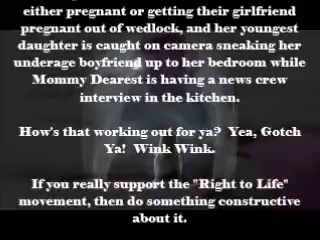 either pregnant or getting their girlfriend
pregnant out of wedlock, and her youngest
daughter is caught on camera sneaking her
underage boyfriend up to her bedroom while
Mommy Dearest is having a news crew
interview in the kitchen.
How's that working out for ya?  Yea, Gotch
Ya!  Wink Wink.
If you really support the "Right to Life"
movement, then do something constructive
about it.